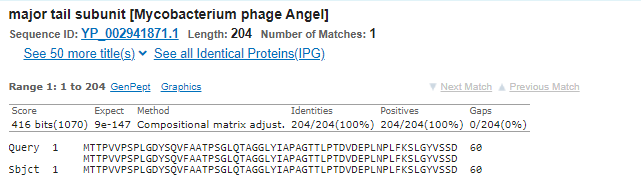 major tail subunit [Mycobacterium phage Angel]
Sequence ID: YP_002941871.1 Length: 204 Number of Matches: 1
See 50 more title(s) See all Identical Proteins(IPG)
Range 1: 1 to 204 GenPept Graphics ▼ Next Match ▲ Previous Match
Score Expect Method Identities Positives Gaps
416 bits(1070) 9e-147 Compositional matrix adjust. 204/204(100%) 204/204(100%) 0/204(0%)
Query 1 MTTPVVPSPLGDYSQVFAATPSGLQTAGGLYIAPAGTTLPTDVDEPLNPLFKSLGYVSSD 60
MTTPVVPSPLGDYSQVFAATPSGLQTAGGLYIAPAGTTLPTDVDEPLNPLFKSLGYVSSD
Sbjct 1 MTTPVVPSPLGDYSQVFAATPSGLQTAGGLYIAPAGTTLPTDVDEPLNPLFKSLGYVSSD 60